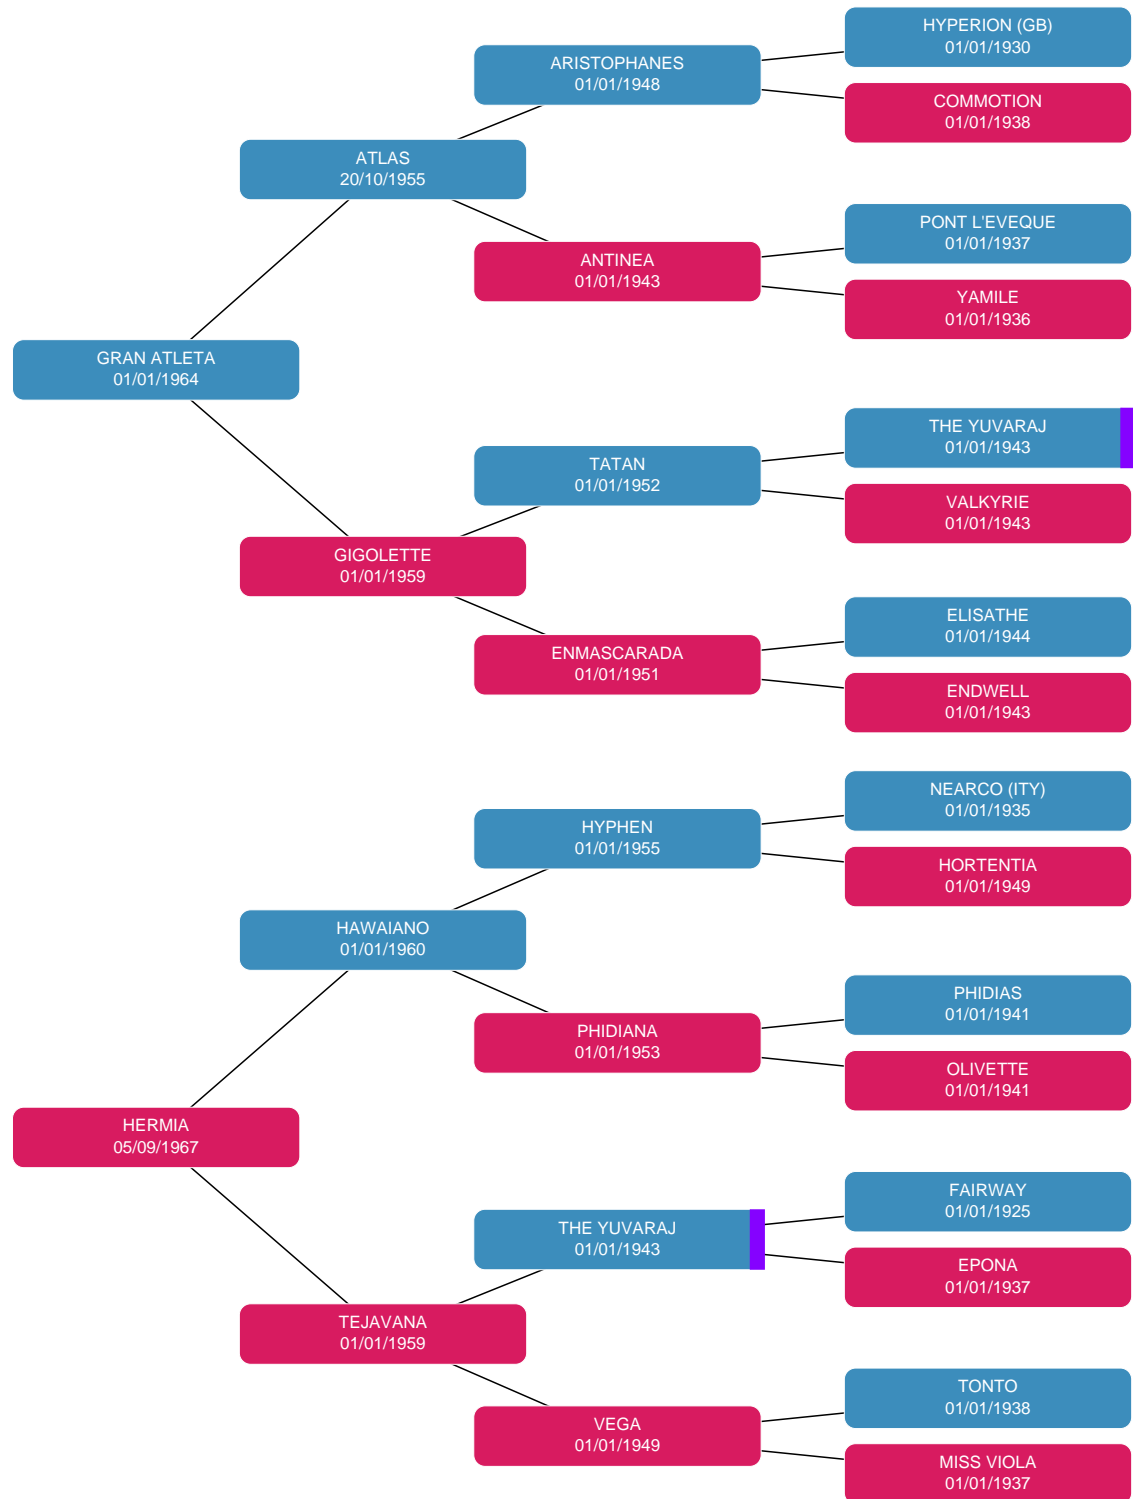 HYPERION (GB)
01/01/1930
ARISTOPHANES
01/01/1948
COMMOTION
01/01/1938
ATLAS
20/10/1955
PONT L'EVEQUE
01/01/1937
ANTINEA
01/01/1943
YAMILE
01/01/1936
GRAN ATLETA
01/01/1964
THE YUVARAJ
01/01/1943
TATAN
01/01/1952
VALKYRIE
01/01/1943
GIGOLETTE
01/01/1959
ELISATHE
01/01/1944
ENMASCARADA
01/01/1951
ENDWELL
01/01/1943
NEARCO (ITY)
01/01/1935
HYPHEN
01/01/1955
HORTENTIA
01/01/1949
HAWAIANO
01/01/1960
PHIDIAS
01/01/1941
PHIDIANA
01/01/1953
OLIVETTE
01/01/1941
HERMIA
05/09/1967
FAIRWAY
01/01/1925
THE YUVARAJ
01/01/1943
EPONA
01/01/1937
TEJAVANA
01/01/1959
TONTO
01/01/1938
VEGA
01/01/1949
MISS VIOLA
01/01/1937